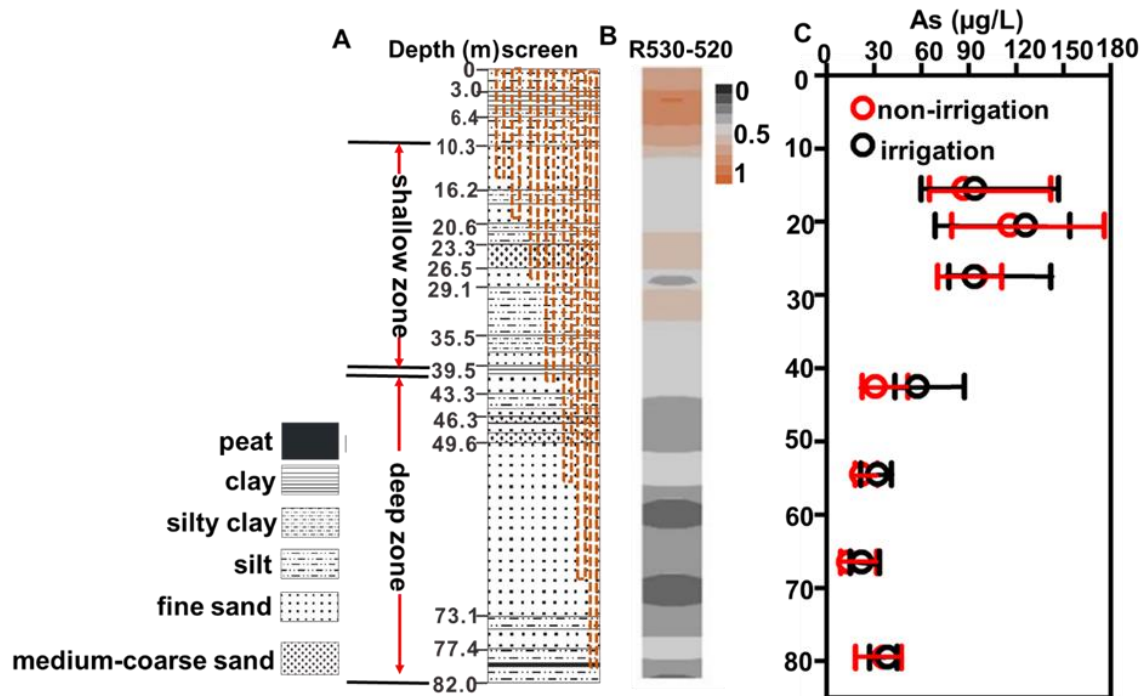 A
Depth (m)screen
0
3.0
6.4
10.3
16.2
20.6
23.3
26.5
29.1
35.5
39.5
43.3
46.3
49.6
73.1
77.4
82.0
shallow zone
deep zone
peat
clay
silty clay
silt
fine sand
medium-coarse sand
B
R530-520
0
0.5
1
C
As (μg/L)
0 30 60 90 120 150 180
0
10
20
30
40
50
60
70
80
non-irrigation
irrigation